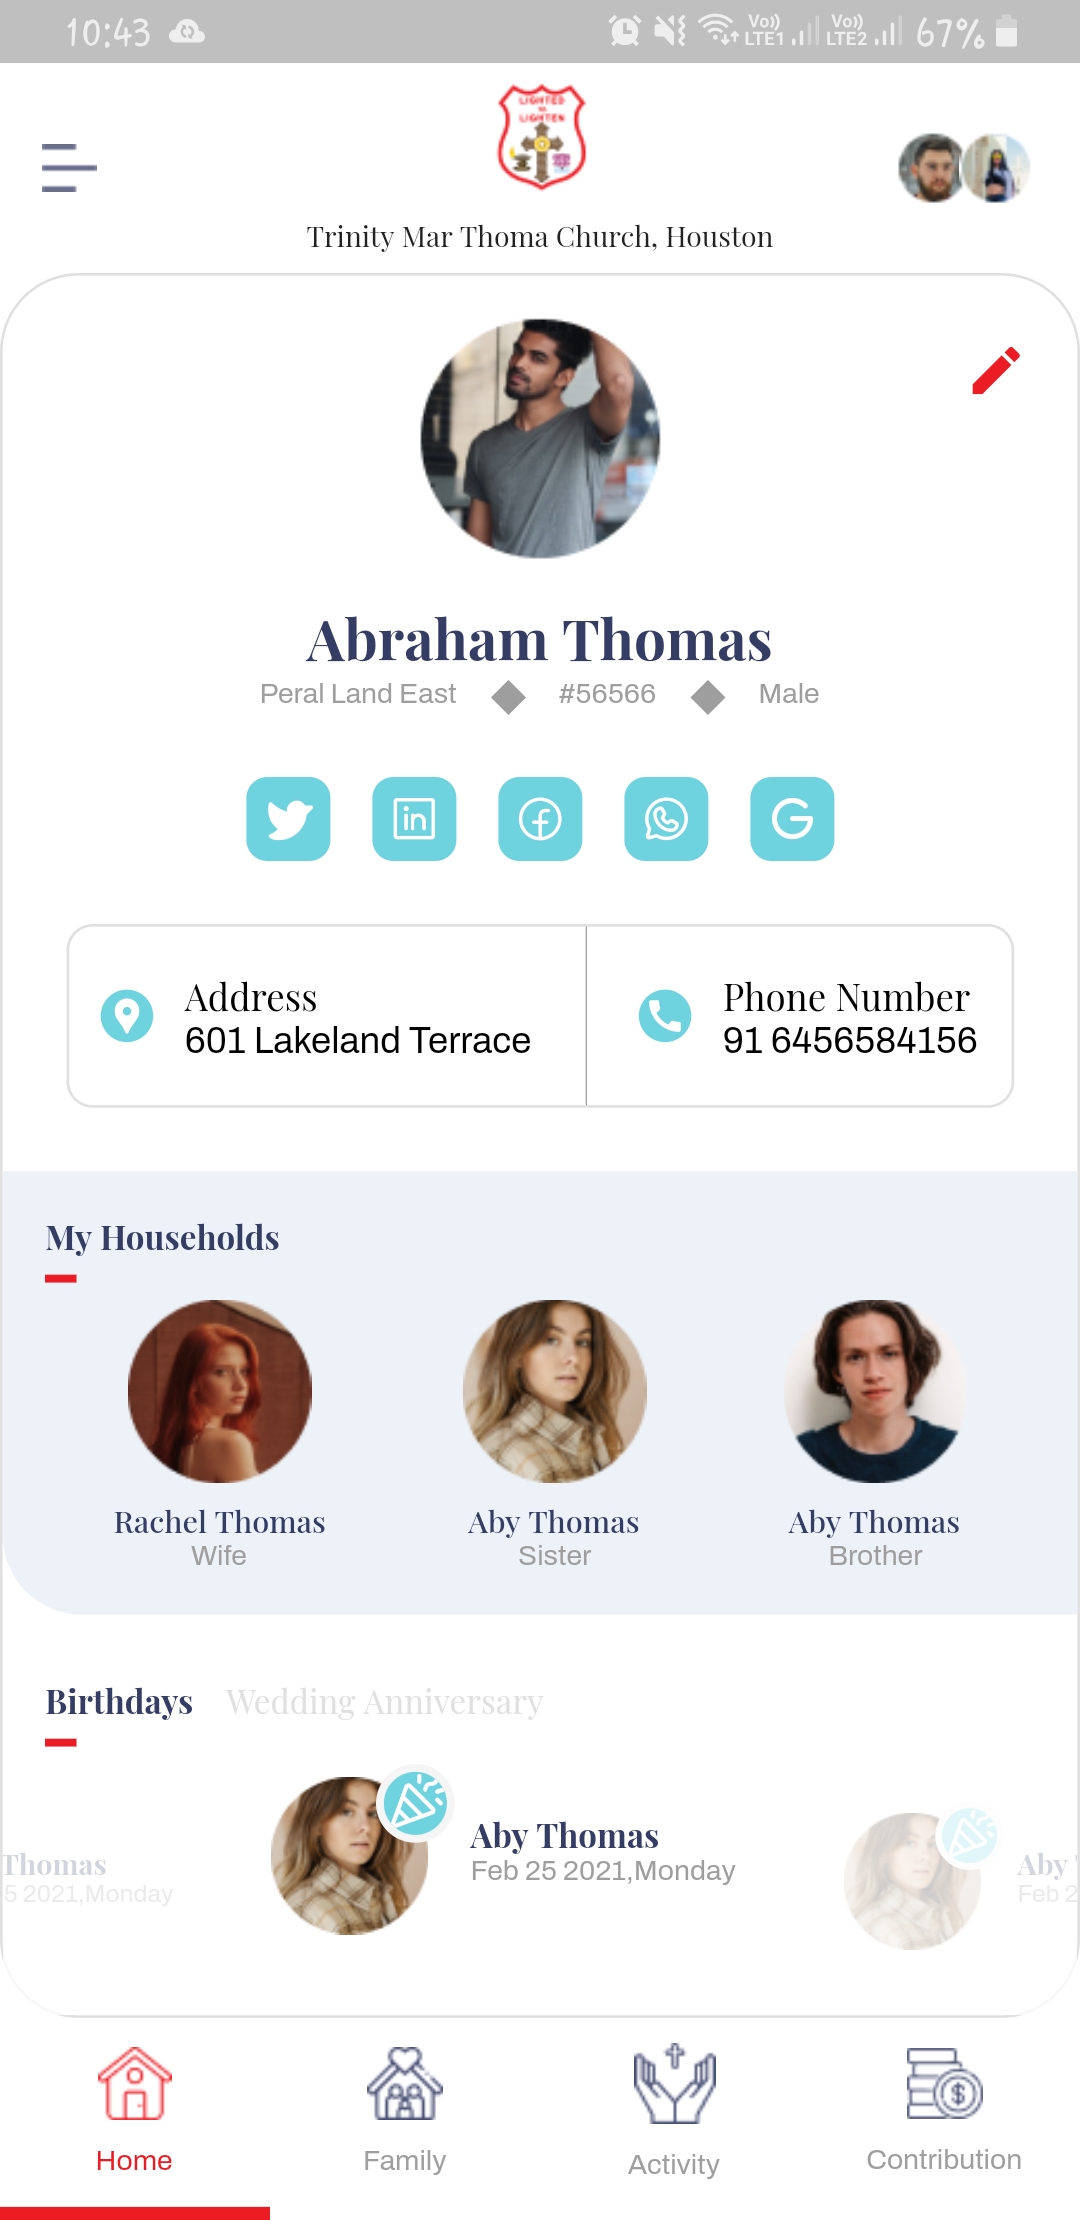 10:43
Vo)) LTE1 Vo)) LTE2 67%
LIGHTED
TO
LIGHTEN
Trinity Mar Thoma Church, Houston
Abraham Thomas
Peral Land East #56566 Male
Address
601 Lakeland Terrace
Phone Number
91 6456584156
My Households
Rachel Thomas
Wife
Aby Thomas
Sister
Aby Thomas
Brother
Birthdays Wedding Anniversary
Thomas
5 2021,Monday
Aby Thomas
Feb 25 2021,Monday
Aby
Feb 2
Home
Family
Activity
Contribution